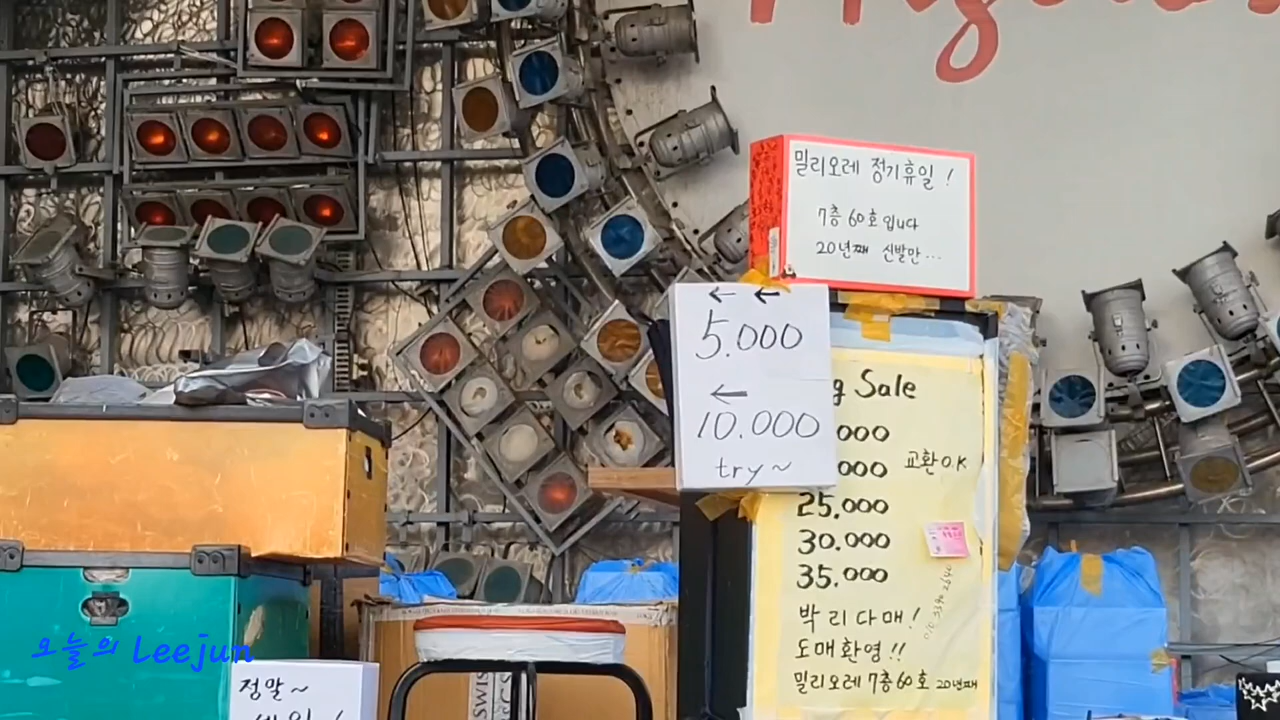 밀리오레 정기휴일!
7층 60호입니다
20년째 신발만...
← ←
5.000
←
10.000
try~
Sale
000
교환OK
000
25.000
30.000
35.000
박리다매!
도매환영!!
밀리오레 7층 60호 20년째
정말~
오늘의 Leejun